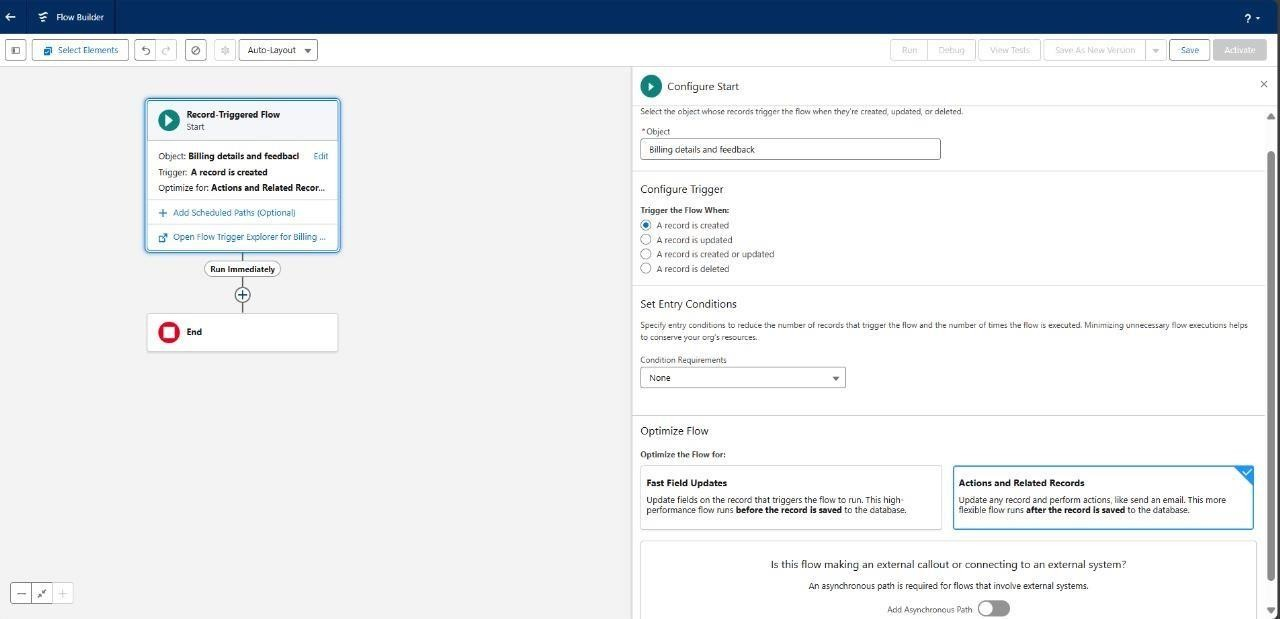 Flow Builder
?
Select Elements
Auto-Layout
Run
Debug
View Tests
Save As New Version
Save
Activate
Record-Triggered Flow
Start
Object: Billing details and feedbacl
Edit
Trigger: A record is created
Optimize for: Actions and Related Recor...
+ Add Scheduled Paths (Optional)
Open Flow Trigger Explorer for Billing ...
Run Immediately
End
Configure Start
Select the object whose records trigger the flow when they're created, updated, or deleted.
*Object
Billing details and feedback
Configure Trigger
Trigger the Flow When:
A record is created
A record is updated
A record is created or updated
A record is deleted
Set Entry Conditions
Specify entry conditions to reduce the number of records that trigger the flow and the number of times the flow is executed. Minimizing unnecessary flow executions helps
to conserve your org's resources.
Condition Requirements
None
Optimize Flow
Optimize the Flow for:
Fast Field Updates
Update fields on the record that triggers the flow to run. This high-
performance flow runs before the record is saved to the database.
Actions and Related Records
Update any record and perform actions, like send an email. This more
flexible flow runs after the record is saved to the database.
Is this flow making an external callout or connecting to an external system?
An asynchronous path is required for flows that involve external systems.
Add Asynchronous Path